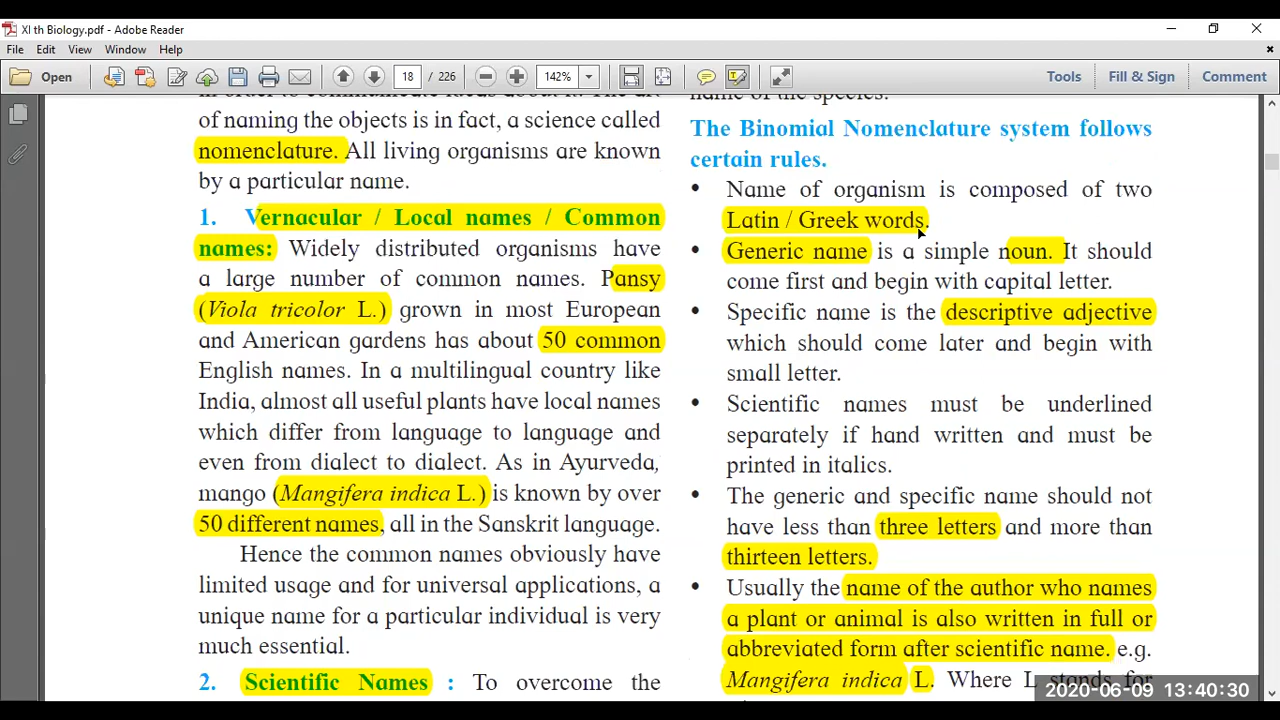 XI th Biology.pdf - Adobe Reader
File Edit View Window Help
Open 18 / 226 142% Tools Fill & Sign Comment
of naming the objects is in fact, a science called
nomenclature. All living organisms are known
by a particular name.
1. Vernacular / Local names / Common
names: Widely distributed organisms have
a large number of common names. Pansy
(Viola tricolor L.) grown in most European
and American gardens has about 50 common
English names. In a multilingual country like
India, almost all useful plants have local names
which differ from language to language and
even from dialect to dialect. As in Ayurveda,
mango (Mangifera indica L.) is known by over
50 different names, all in the Sanskrit language.
Hence the common names obviously have
limited usage and for universal applications, a
unique name for a particular individual is very
much essential.
2. Scientific Names : To overcome the
name of the species.
The Binomial Nomenclature system follows
certain rules.
• Name of organism is composed of two
Latin / Greek words.
• Generic name is a simple noun. It should
come first and begin with capital letter.
• Specific name is the descriptive adjective
which should come later and begin with
small letter.
• Scientific names must be underlined
separately if hand written and must be
printed in italics.
• The generic and specific name should not
have less than three letters and more than
thirteen letters.
• Usually the name of the author who names
a plant or animal is also written in full or
abbreviated form after scientific name. e.g.
Mangifera indica L. Where L stands for
2020-06-09 13:40:30